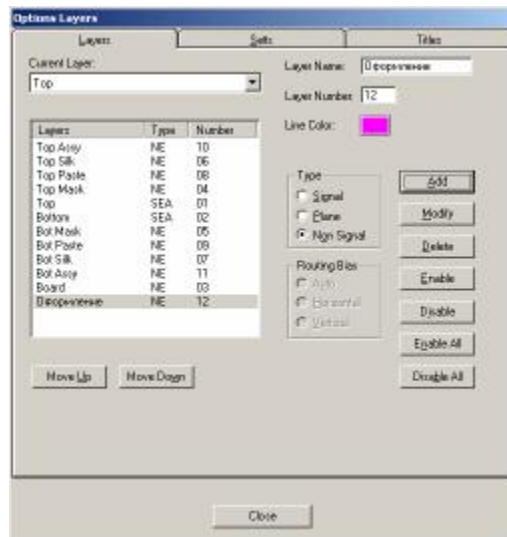 Options Layers
Layers
Sets
Titles
Current Layer:
Top
Layer Name: Оформление
Layer Number: 12
Line Color:
Layers Type Number
Top Assy NE 10
Top Silk NE 06
Top Paste NE 08
Top Mask NE 04
Top SEA 01
Bottom SEA 02
Bot Mask NE 05
Bot Paste NE 09
Bot Silk NE 07
Bot Assy NE 11
Board NE 03
Оформление NE 12
Type
Signal
Plane
Non Signal
Routing Bias
Auto
Horizontal
Vertical
Add
Modify
Delete
Enable
Disable
Enable All
Disable All
Move Up
Move Down
Close